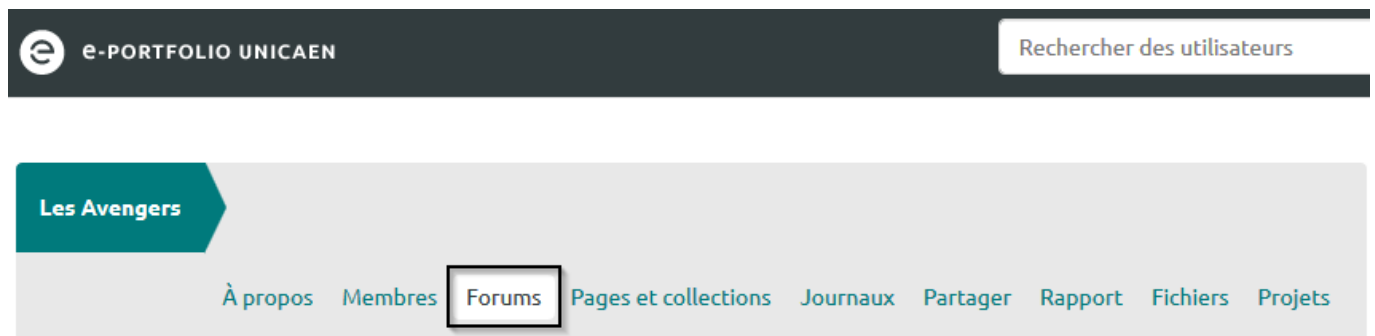 e-PORTFOLIO UNICAEN
Rechercher des utilisateurs
Les Avengers
À propos Membres Forums Pages et collections Journaux Partager Rapport Fichiers Projets